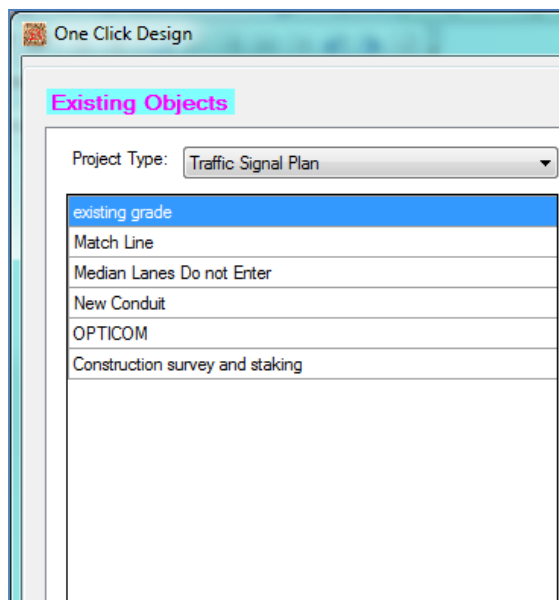 One Click Design
Existing Objects
Project Type: Traffic Signal Plan
existing grade
Match Line
Median Lanes Do not Enter
New Conduit
OPTICOM
Construction survey and staking